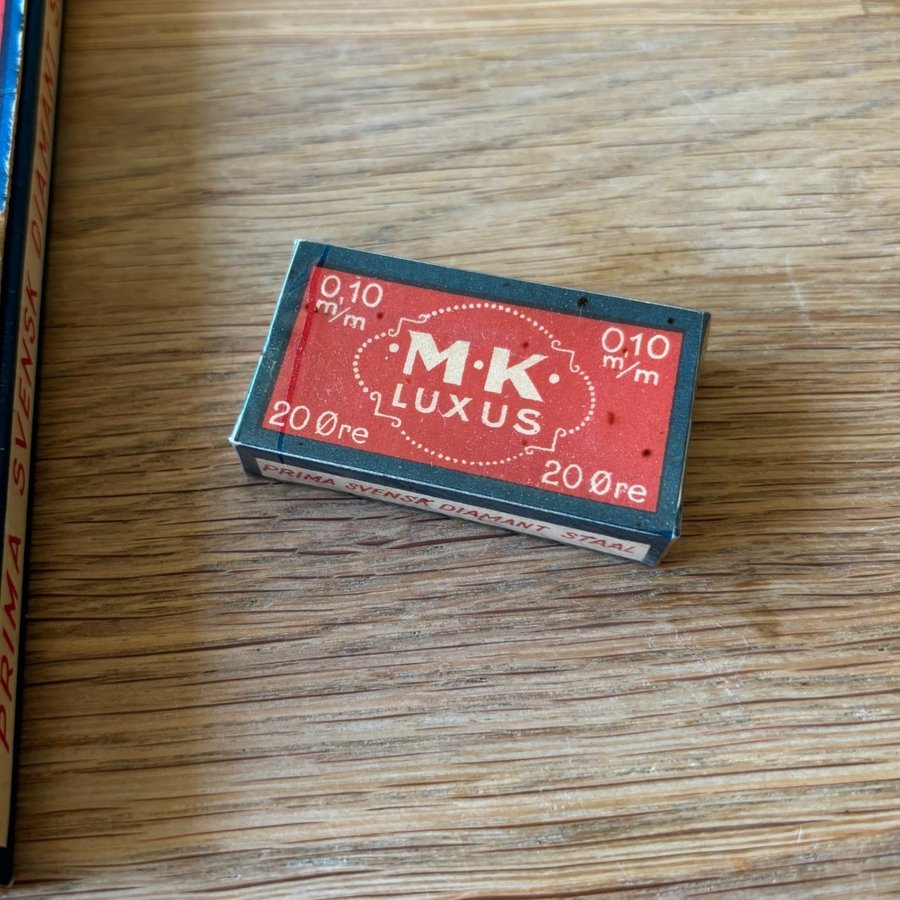 0,10
m/m
0,10
m/m
M·K
LUXUS
20 Øre
20 Øre
PRIMA SVENSK DIAMANT STAAL
PRIMA SVENSK DIAMANT